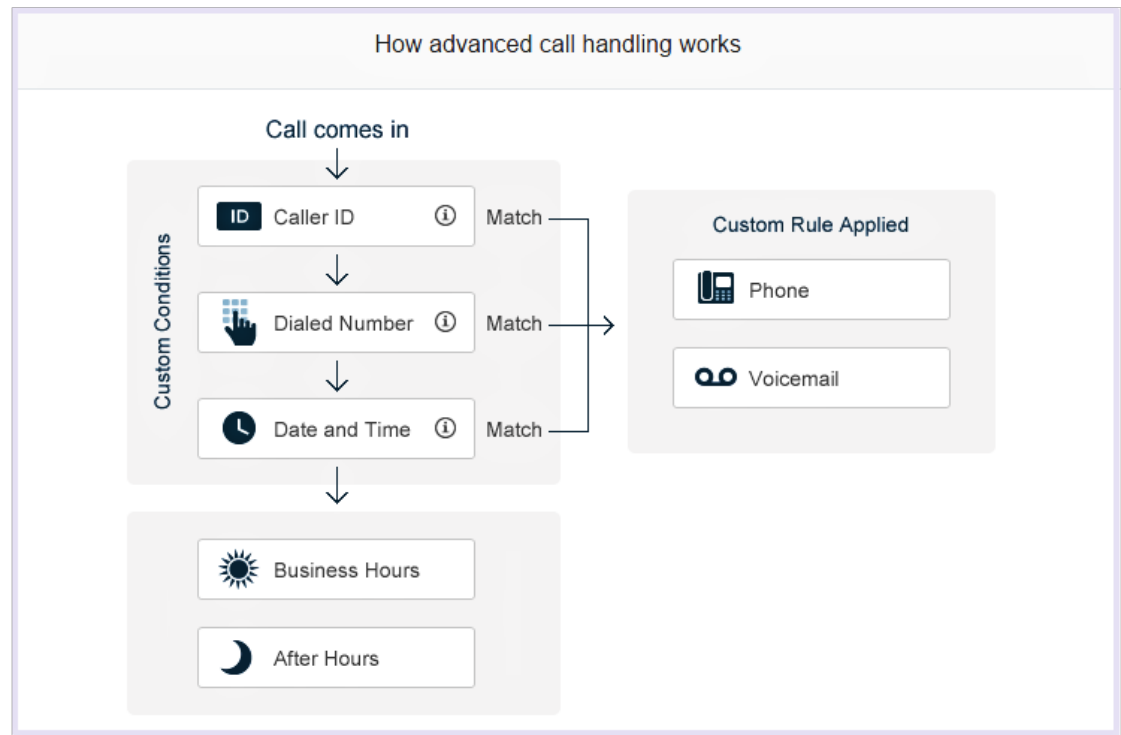 How advanced call handling works
Call comes in
Custom Conditions
ID Caller ID Match
Dialed Number Match
Date and Time Match
Custom Rule Applied
Phone
Voicemail
Business Hours
After Hours